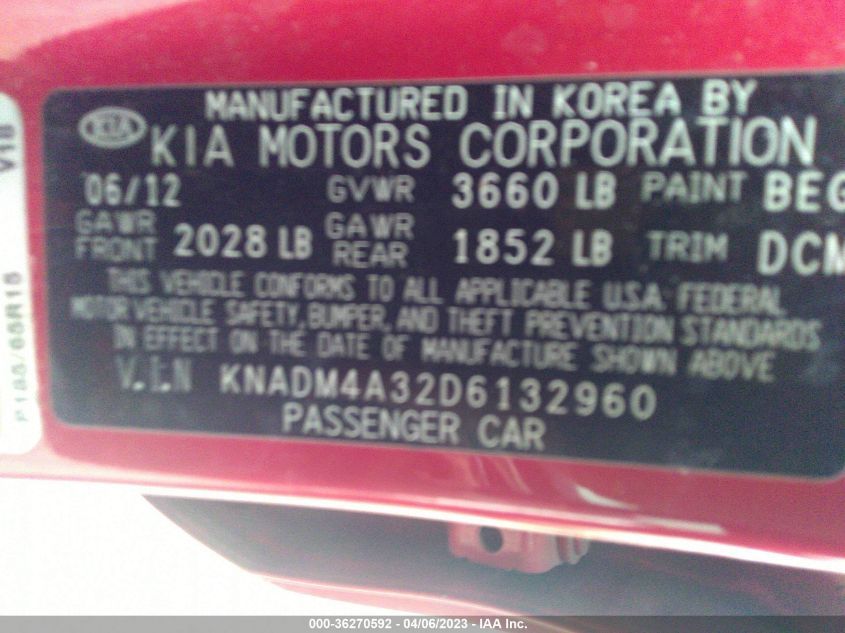 MANUFACTURED IN KOREA BY
KIA KIA MOTORS CORPORATION
06/12 GVWR 3660 LB PAINT BEG
GAWR FRONT 2028 LB GAWR REAR 1852 LB TRIM DCM
THIS VEHICLE CONFORMS TO ALL APPLICABLE U.S.A. FEDERAL
MOTOR VEHICLE SAFETY, BUMPER, AND THEFT PREVENTION STANDARDS
IN EFFECT ON THE DATE OF MANUFACTURE SHOWN ABOVE
V.I.N KNADM4A32D6132960
PASSENGER CAR
V1B
P185/65R15
000-36270592 - 04/06/2023 - IAA Inc.